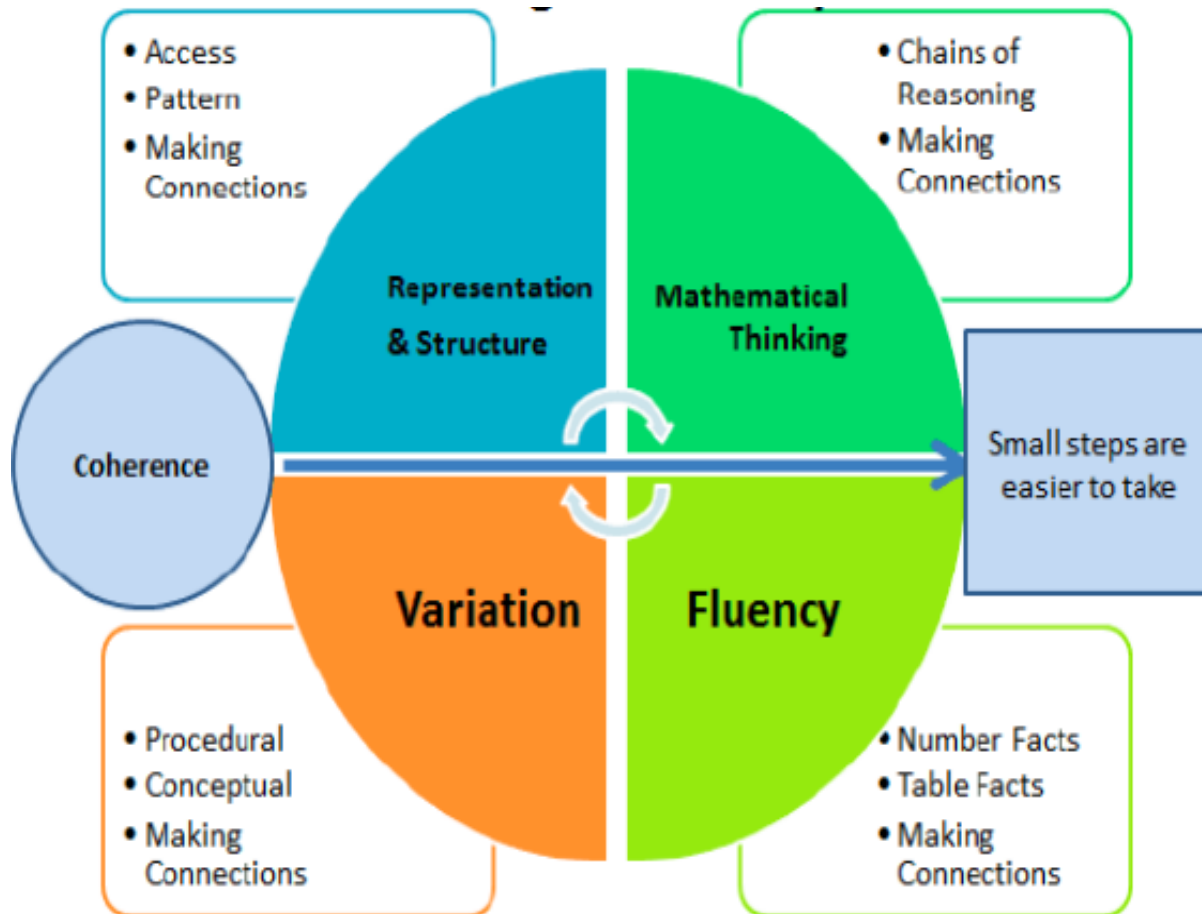 • Access
• Pattern
• Making
Connections
• Chains of
Reasoning
• Making
Connections
Representation
& Structure
Mathematical
Thinking
Coherence
Small steps are
easier to take
Variation
Fluency
• Procedural
• Conceptual
• Making
Connections
• Number Facts
• Table Facts
• Making
Connections